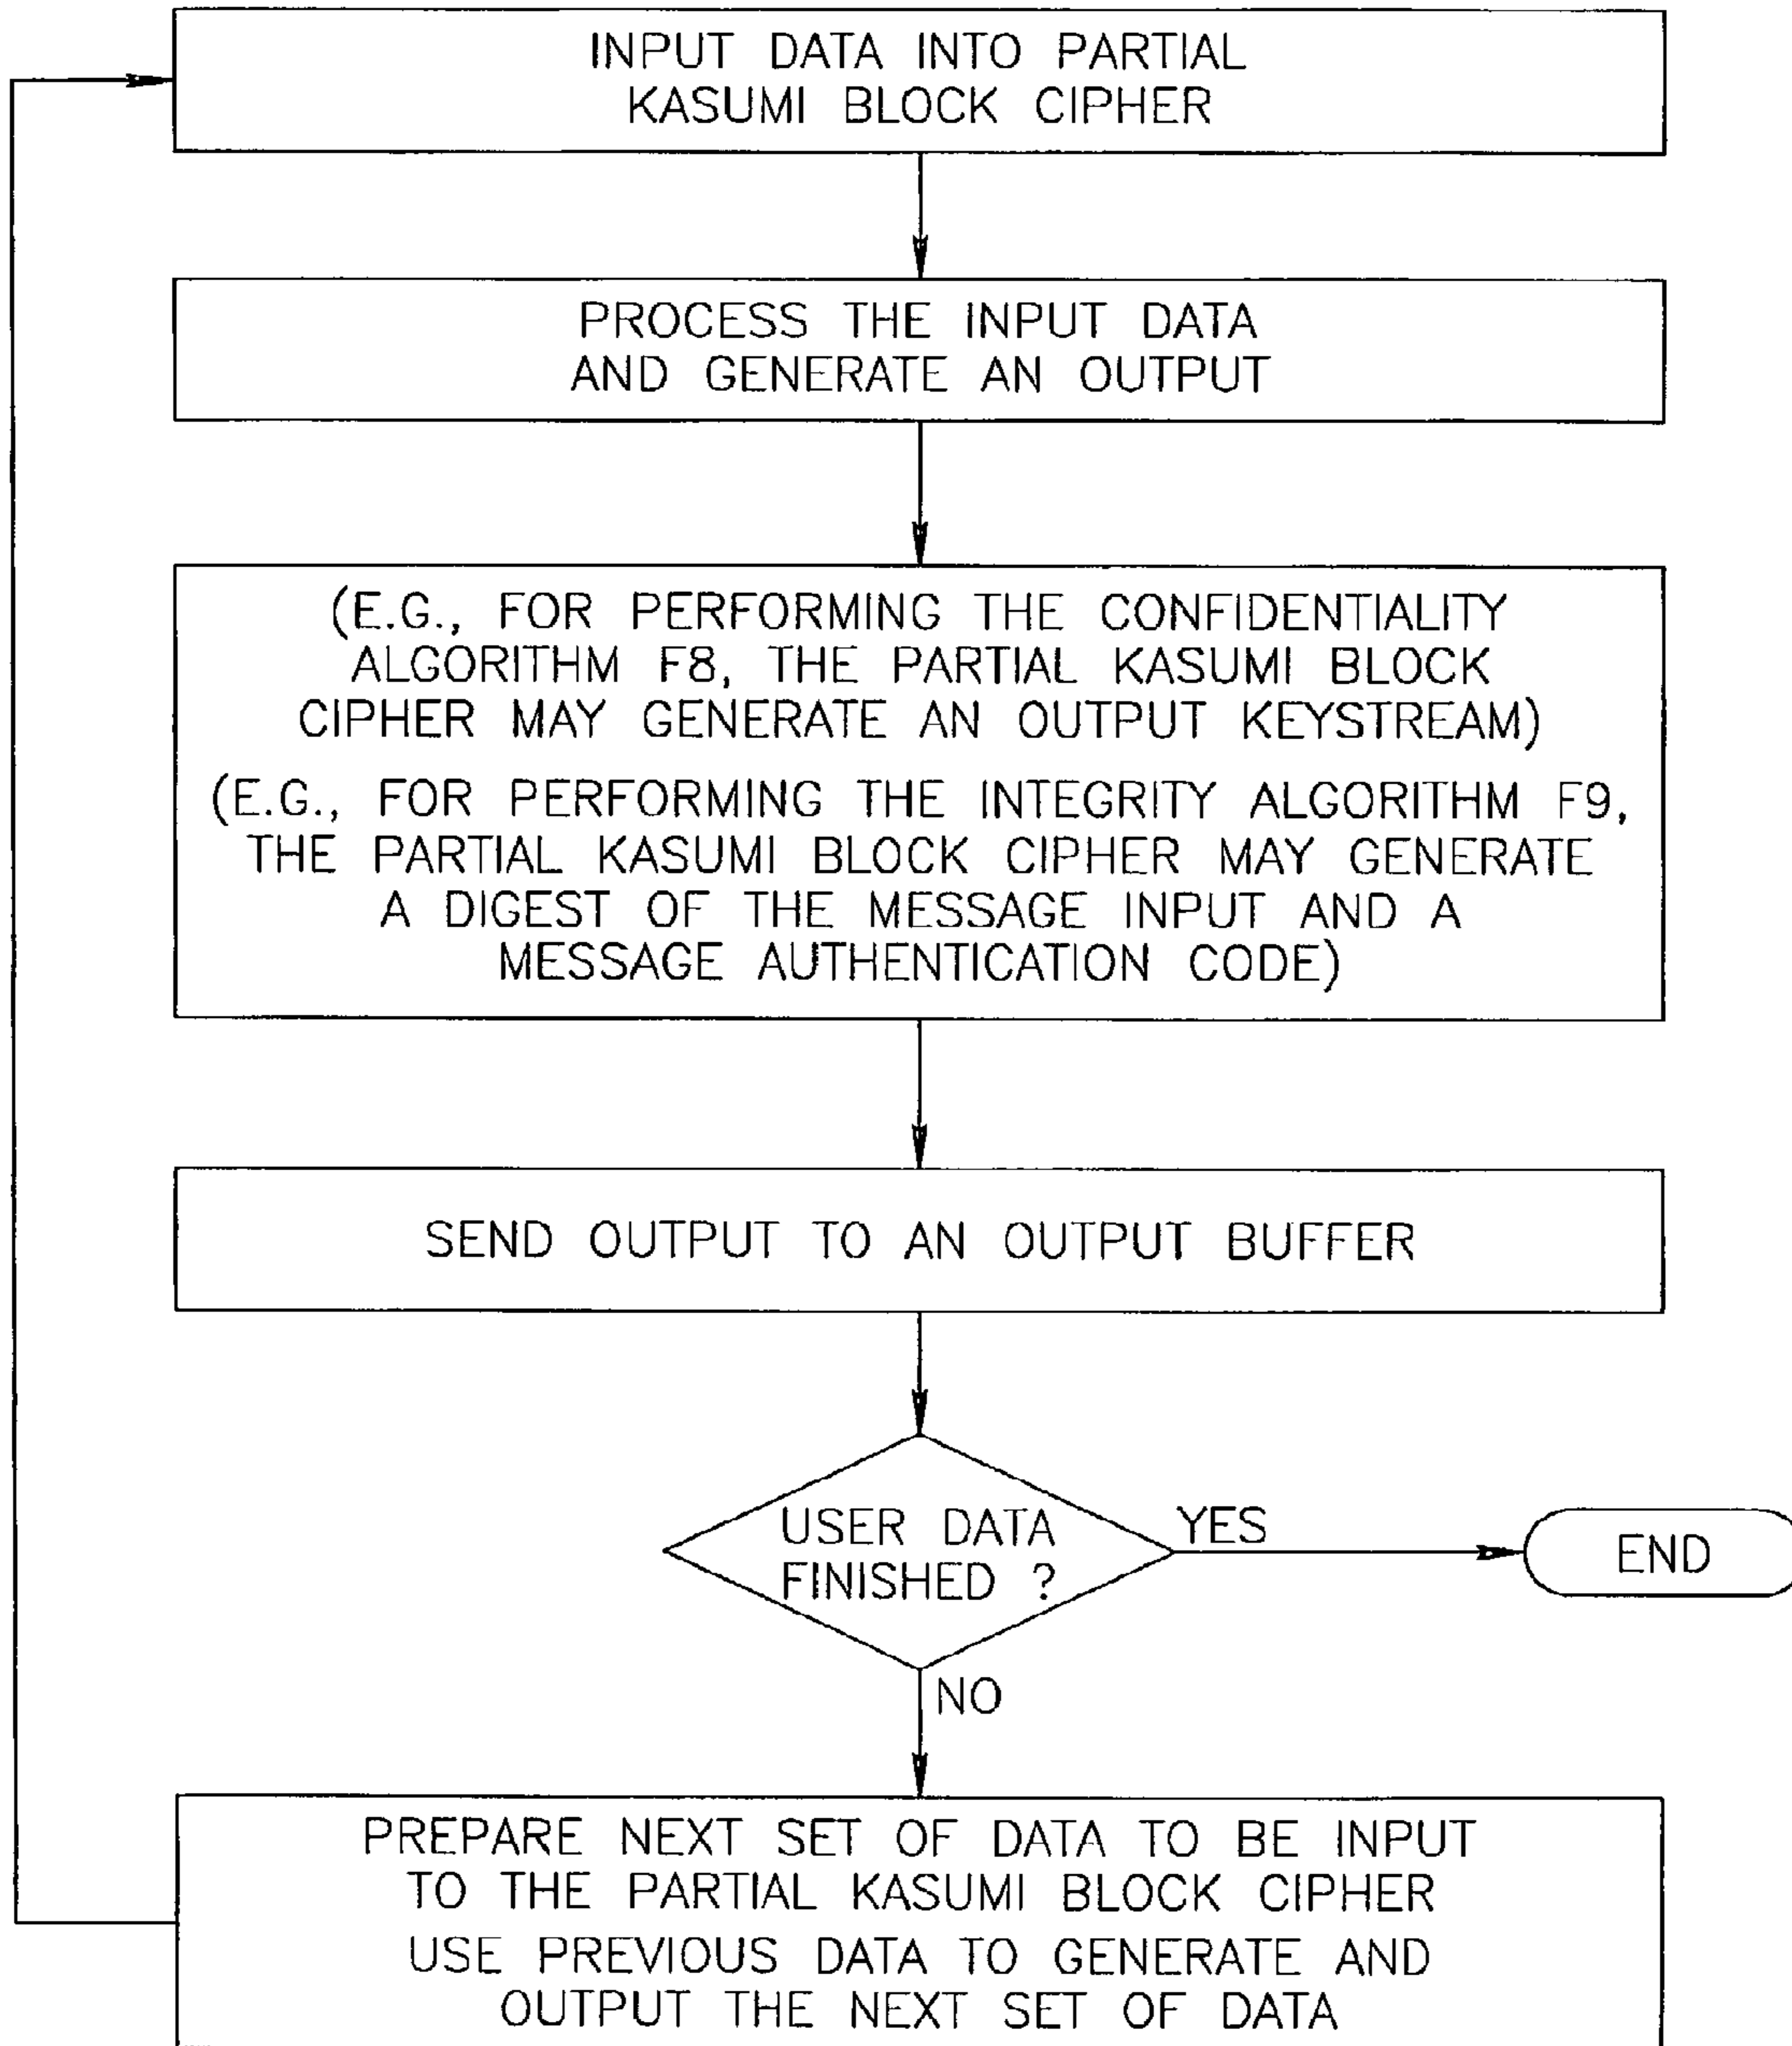 INPUT DATA INTO PARTIAL
KASUMI BLOCK CIPHER
PROCESS THE INPUT DATA
AND GENERATE AN OUTPUT
(E.G., FOR PERFORMING THE CONFIDENTIALITY
ALGORITHM F8, THE PARTIAL KASUMI BLOCK
CIPHER MAY GENERATE AN OUTPUT KEYSTREAM)
(E.G., FOR PERFORMING THE INTEGRITY ALGORITHM F9,
THE PARTIAL KASUMI BLOCK CIPHER MAY GENERATE
A DIGEST OF THE MESSAGE INPUT AND A
MESSAGE AUTHENTICATION CODE)
SEND OUTPUT TO AN OUTPUT BUFFER
USER DATA
FINISHED ?
YES
END
NO
PREPARE NEXT SET OF DATA TO BE INPUT
TO THE PARTIAL KASUMI BLOCK CIPHER
USE PREVIOUS DATA TO GENERATE AND
OUTPUT THE NEXT SET OF DATA